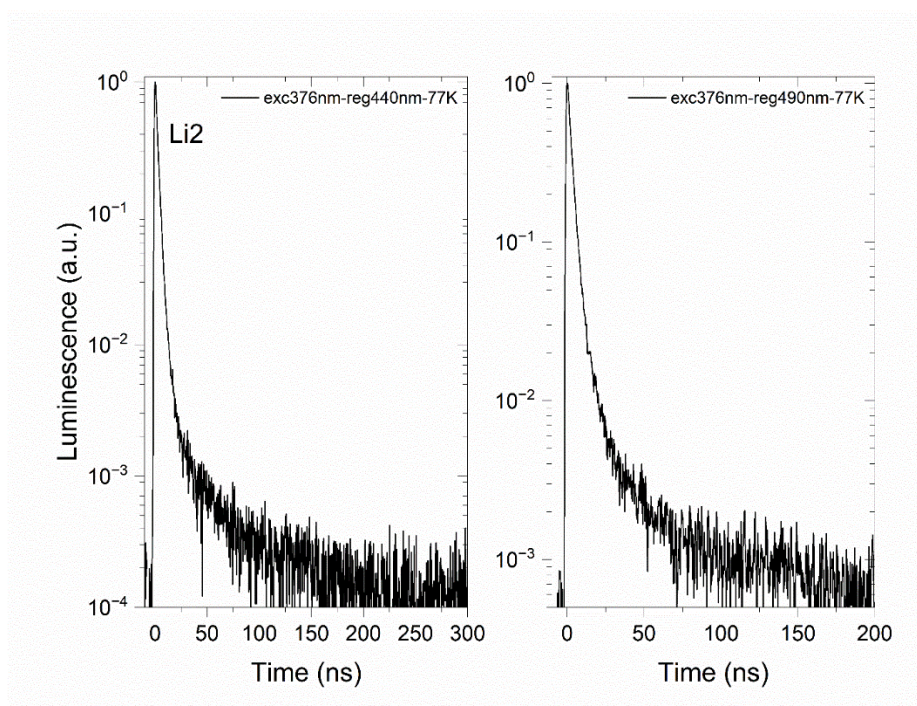 exc376nm-reg440nm-77K
Li2
Luminescence (a.u.)
10⁰
10⁻¹
10⁻²
10⁻³
10⁻⁴
0 50 100 150 200 250 300
Time (ns)
exc376nm-reg490nm-77K
10⁰
10⁻¹
10⁻²
10⁻³
0 50 100 150 200
Time (ns)